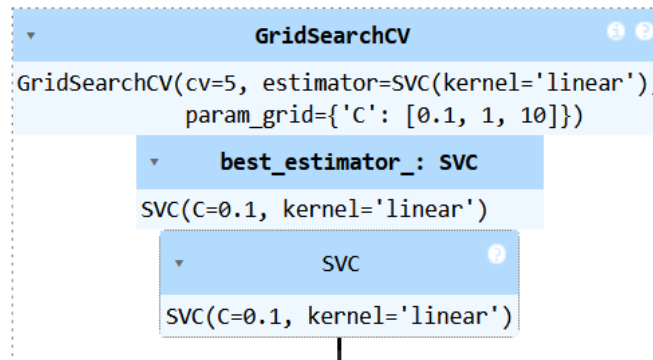 GridSearchCV
GridSearchCV(cv=5, estimator=SVC(kernel='linear'),
param_grid={'C': [0.1, 1, 10]})
best_estimator_: SVC
SVC(C=0.1, kernel='linear')
SVC
SVC(C=0.1, kernel='linear')